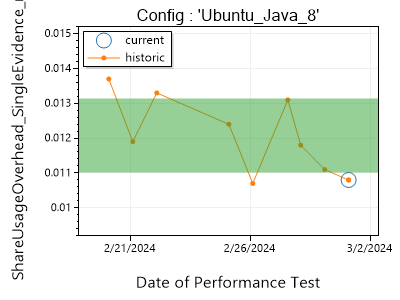 Config : 'Ubuntu_Java_8'
ShareUsageOverhead_SingleEvidence_
0.015
0.014
0.013
0.012
0.011
0.01
current
historic
2/21/2024
2/26/2024
3/2/2024
Date of Performance Test